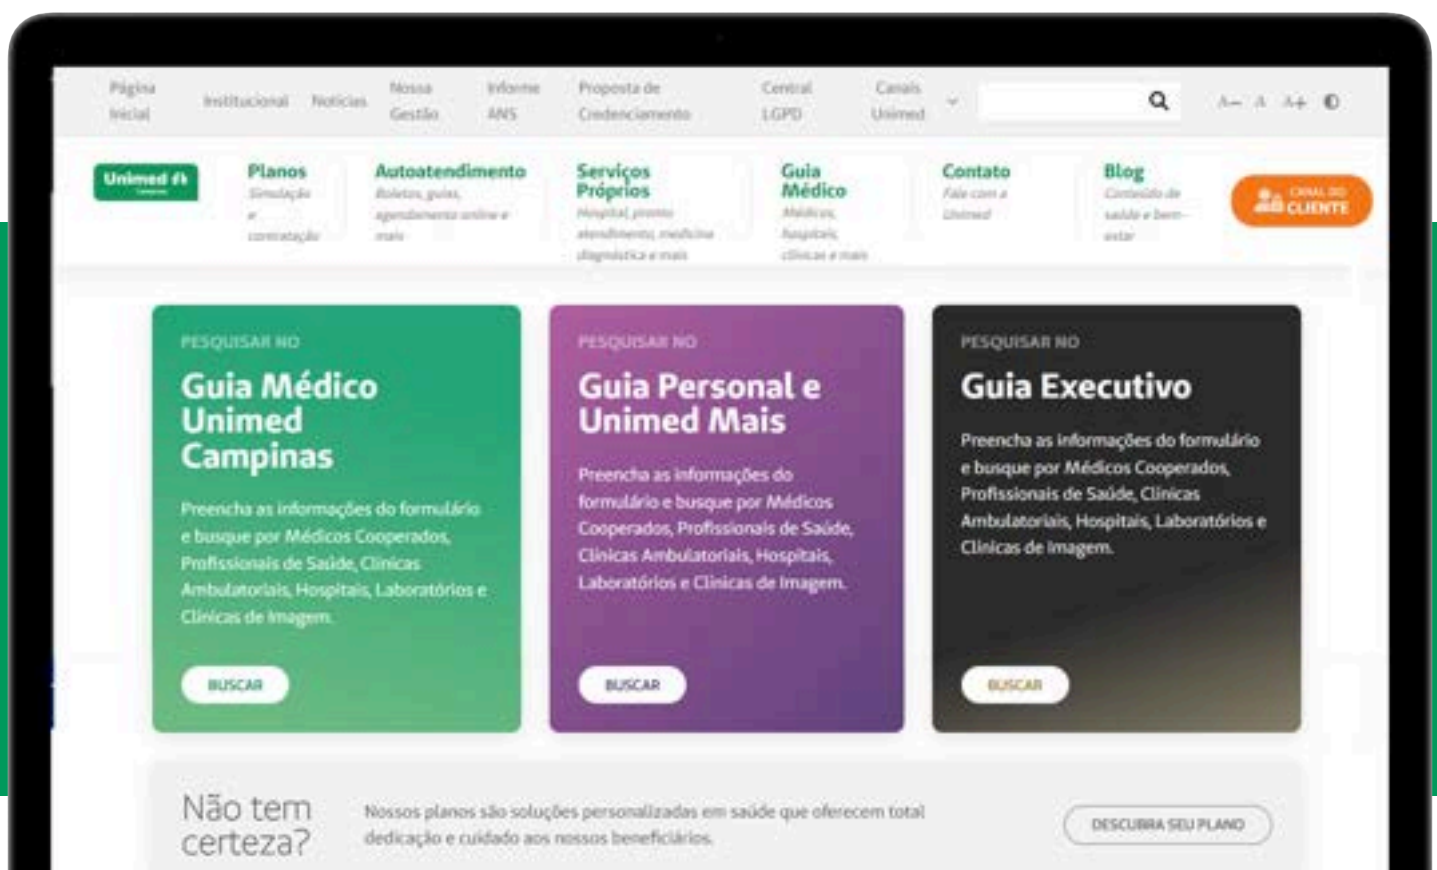 Página
Inicial
Institucional
Notícias
Nossa
Gestão
Informe
ANS
Proposta de
Credenciamento
Central
LGPD
Canais
Unimed
A- A A+
Unimed
Campinas
Planos
Simulação
e
contratação
Autoatendimento
Boletos, guias,
agendamento online e
mais
Serviços
Próprios
Hospital, pronto
atendimento, medicina
diagnóstica e mais
Guia
Médico
Médicos,
hospitais,
clínicas e mais
Contato
Fale com a
Unimed
Blog
Conteúdo de
saúde e bem-
estar
CANAL DO
CLIENTE
PESQUISAR NO
Guia Médico
Unimed
Campinas
Preencha as informações do formulário
e busque por Médicos Cooperados,
Profissionais de Saúde, Clínicas
Ambulatoriais, Hospitais, Laboratórios e
Clínicas de Imagem.
BUSCAR
PESQUISAR NO
Guia Personal e
Unimed Mais
Preencha as informações do
formulário e busque por Médicos
Cooperados, Profissionais de Saúde,
Clínicas Ambulatoriais, Hospitais,
Laboratórios e Clínicas de Imagem.
BUSCAR
PESQUISAR NO
Guia Executivo
Preencha as informações do formulário
e busque por Médicos Cooperados,
Profissionais de Saúde, Clínicas
Ambulatoriais, Hospitais, Laboratórios e
Clínicas de Imagem.
BUSCAR
Não tem
certeza?
Nossos planos são soluções personalizadas em saúde que oferecem total
dedicação e cuidado aos nossos beneficiários.
DESCUBRA SEU PLANO